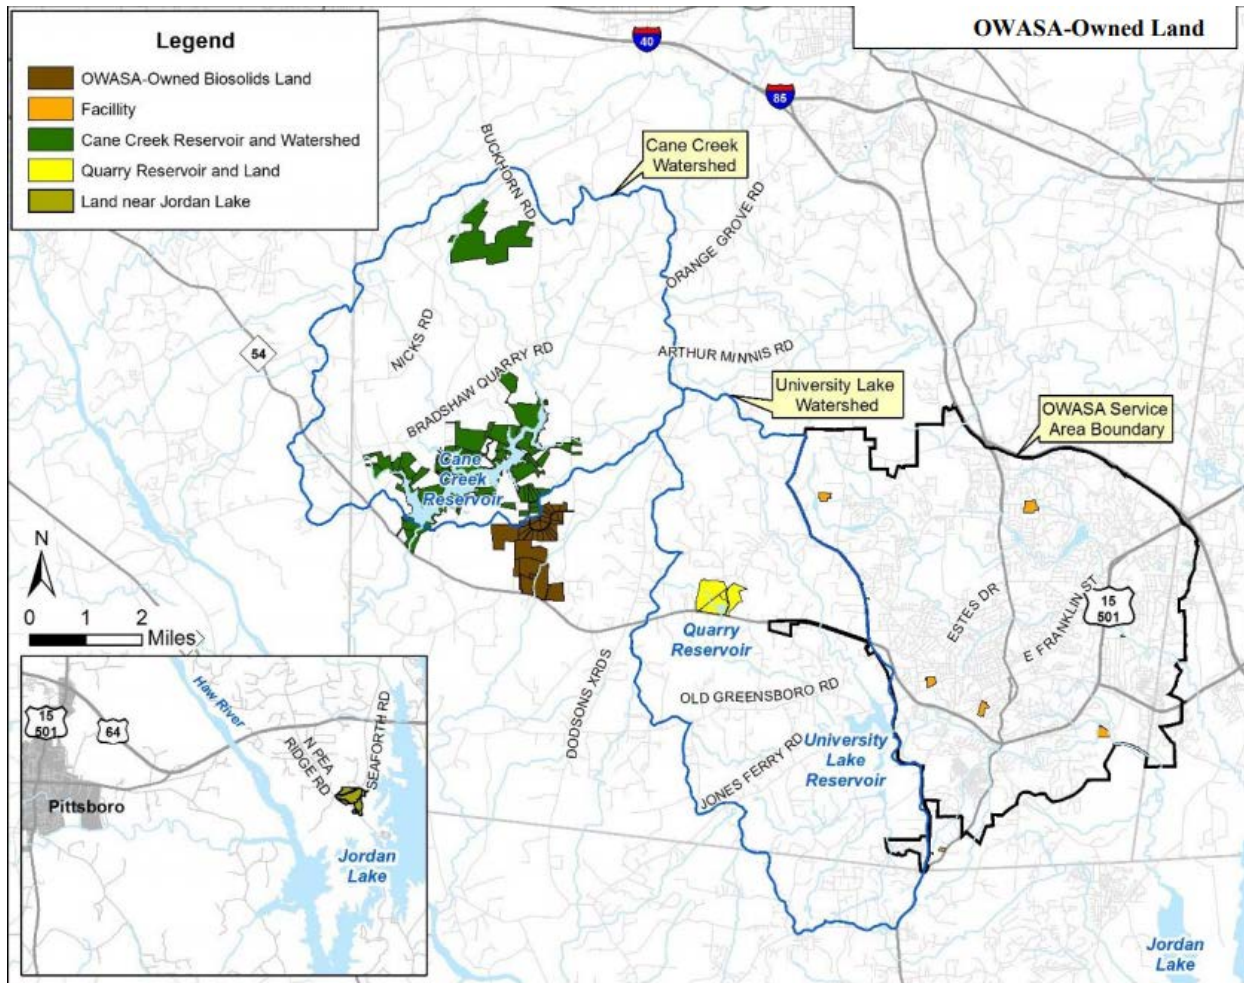 OWASA-Owned Land
Legend
OWASA-Owned Biosolids Land
Facillity
Cane Creek Reservoir and Watershed
Quarry Reservoir and Land
Land near Jordan Lake
40
85
BUCKHORN RD
Cane Creek
Watershed
ORANGE GROVE RD
NICKS RD
54
ARTHUR MINNIS RD
BRADSHAW QUARRY RD
University Lake
Watershed
OWASA Service
Area Boundary
Cane
Creek
Reservoir
N
0 1 2
Miles
ESTES DR
E FRANKLIN ST
15
501
Quarry
Reservoir
DODSONS XRDS
OLD GREENSBORO RD
JONES FERRY RD
University
Lake
Reservoir
Jordan
Lake
15
501
64
Haw River
N PEA
RIDGE RD
SEAFORTH RD
Pittsboro
Jordan
Lake